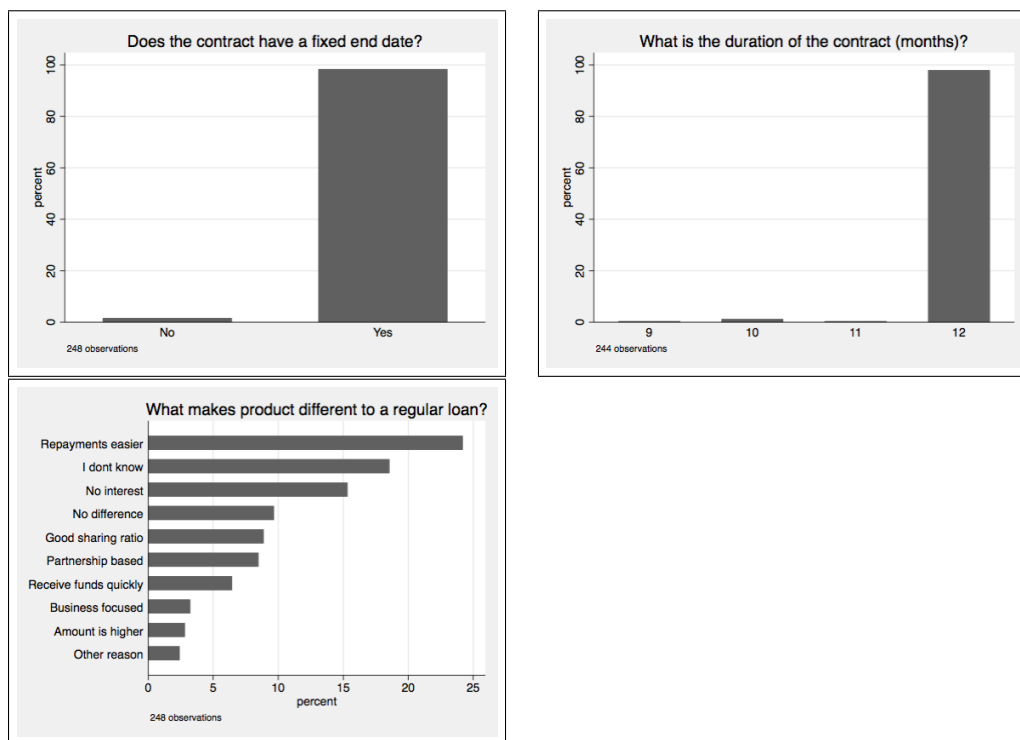 Does the contract have a fixed end date?
percent
100
80
60
40
20
0
No Yes
248 observations
What is the duration of the contract (months)?
percent
100
80
60
40
20
0
9 10 11 12
244 observations
What makes product different to a regular loan?
Repayments easier
I dont know
No interest
No difference
Good sharing ratio
Partnership based
Receive funds quickly
Business focused
Amount is higher
Other reason
0 5 10 15 20 25
percent
248 observations